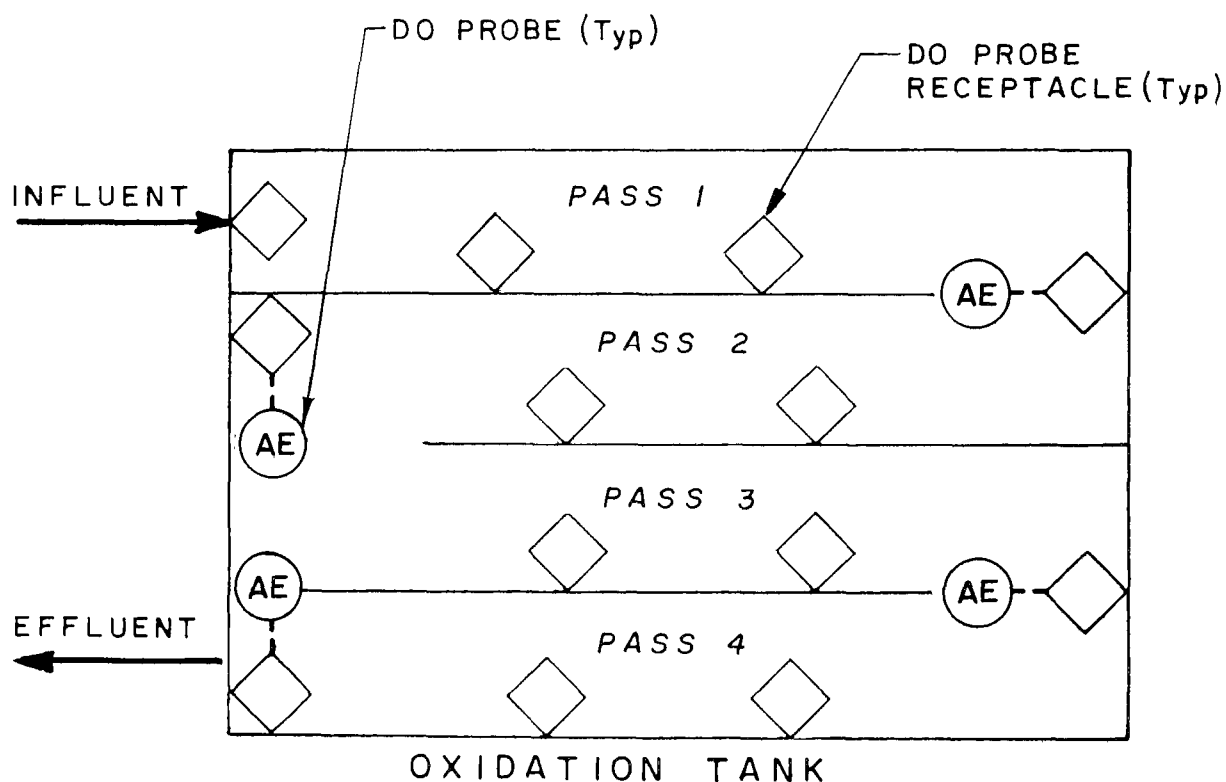 DO PROBE (Typ)
DO PROBE
RECEPTACLE (Typ)
INFLUENT
PASS 1
AE
PASS 2
AE
PASS 3
AE
AE
EFFLUENT
PASS 4
OXIDATION TANK